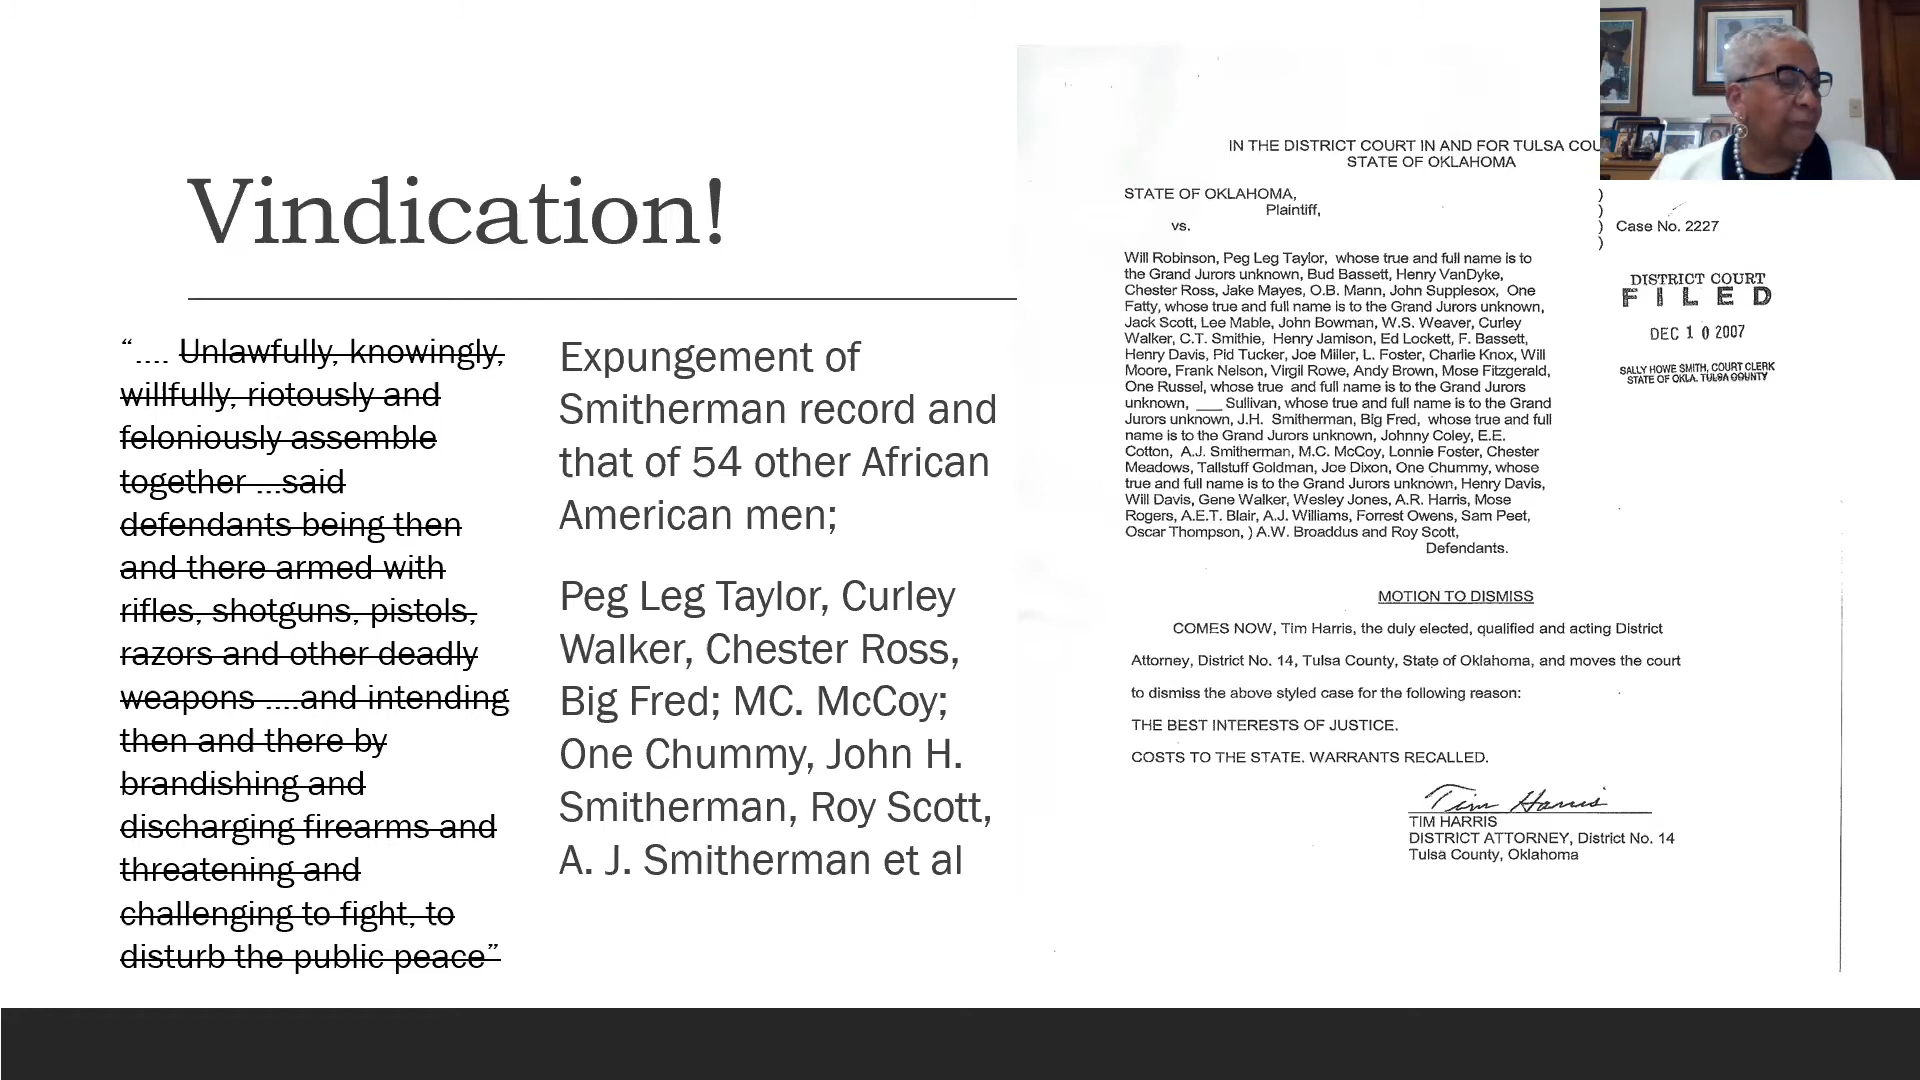 Vindication!
“.... Unlawfully, knowingly,
willfully, riotously and
feloniously assemble
together ...said
defendants being then
and there armed with
rifles, shotguns, pistols,
razors and other deadly
weapons ....and intending
then and there by
brandishing and
discharging firearms and
threatening and
challenging to fight, to
disturb the public peace”
Expungement of
Smitherman record and
that of 54 other African
American men;
Peg Leg Taylor, Curley
Walker, Chester Ross,
Big Fred; MC. McCoy;
One Chummy, John H.
Smitherman, Roy Scott,
A. J. Smitherman et al
IN THE DISTRICT COURT IN AND FOR TULSA COU
STATE OF OKLAHOMA
STATE OF OKLAHOMA, )
Plaintiff, )
vs. ) Case No. 2227
)
Will Robinson, Peg Leg Taylor, whose true and full name is to
the Grand Jurors unknown, Bud Bassett, Henry VanDyke,
Chester Ross, Jake Mayes, O.B. Mann, John Supplesox, One
Fatty, whose true and full name is to the Grand Jurors unknown,
Jack Scott, Lee Mable, John Bowman, W.S. Weaver, Curley
Walker, C.T. Smithie, Henry Jamison, Ed Lockett, F. Bassett,
Henry Davis, Pid Tucker, Joe Miller, L. Foster, Charlie Knox, Will
Moore, Frank Nelson, Virgil Rowe, Andy Brown, Mose Fitzgerald,
One Russel, whose true and full name is to the Grand Jurors
unknown, ___ Sullivan, whose true and full name is to the Grand
Jurors unknown, J.H. Smitherman, Big Fred, whose true and full
name is to the Grand Jurors unknown, Johnny Coley, E.E.
Cotton, A.J. Smitherman, M.C. McCoy, Lonnie Foster, Chester
Meadows, Tallstuff Goldman, Joe Dixon, One Chummy, whose
true and full name is to the Grand Jurors unknown, Henry Davis,
Will Davis, Gene Walker, Wesley Jones, A.R. Harris, Mose
Rogers, A.E.T. Blair, A.J. Williams, Forrest Owens, Sam Peet,
Oscar Thompson, ) A.W. Broaddus and Roy Scott,
Defendants.
DISTRICT COURT
FILED
DEC 10 2007
SALLY HOWE SMITH, COURT CLERK
STATE OF OKLA. TULSA COUNTY
MOTION TO DISMISS
COMES NOW, Tim Harris, the duly elected, qualified and acting District
Attorney, District No. 14, Tulsa County, State of Oklahoma, and moves the court
to dismiss the above styled case for the following reason:
THE BEST INTERESTS OF JUSTICE.
COSTS TO THE STATE. WARRANTS RECALLED.
Tim Harris
TIM HARRIS
DISTRICT ATTORNEY, District No. 14
Tulsa County, Oklahoma